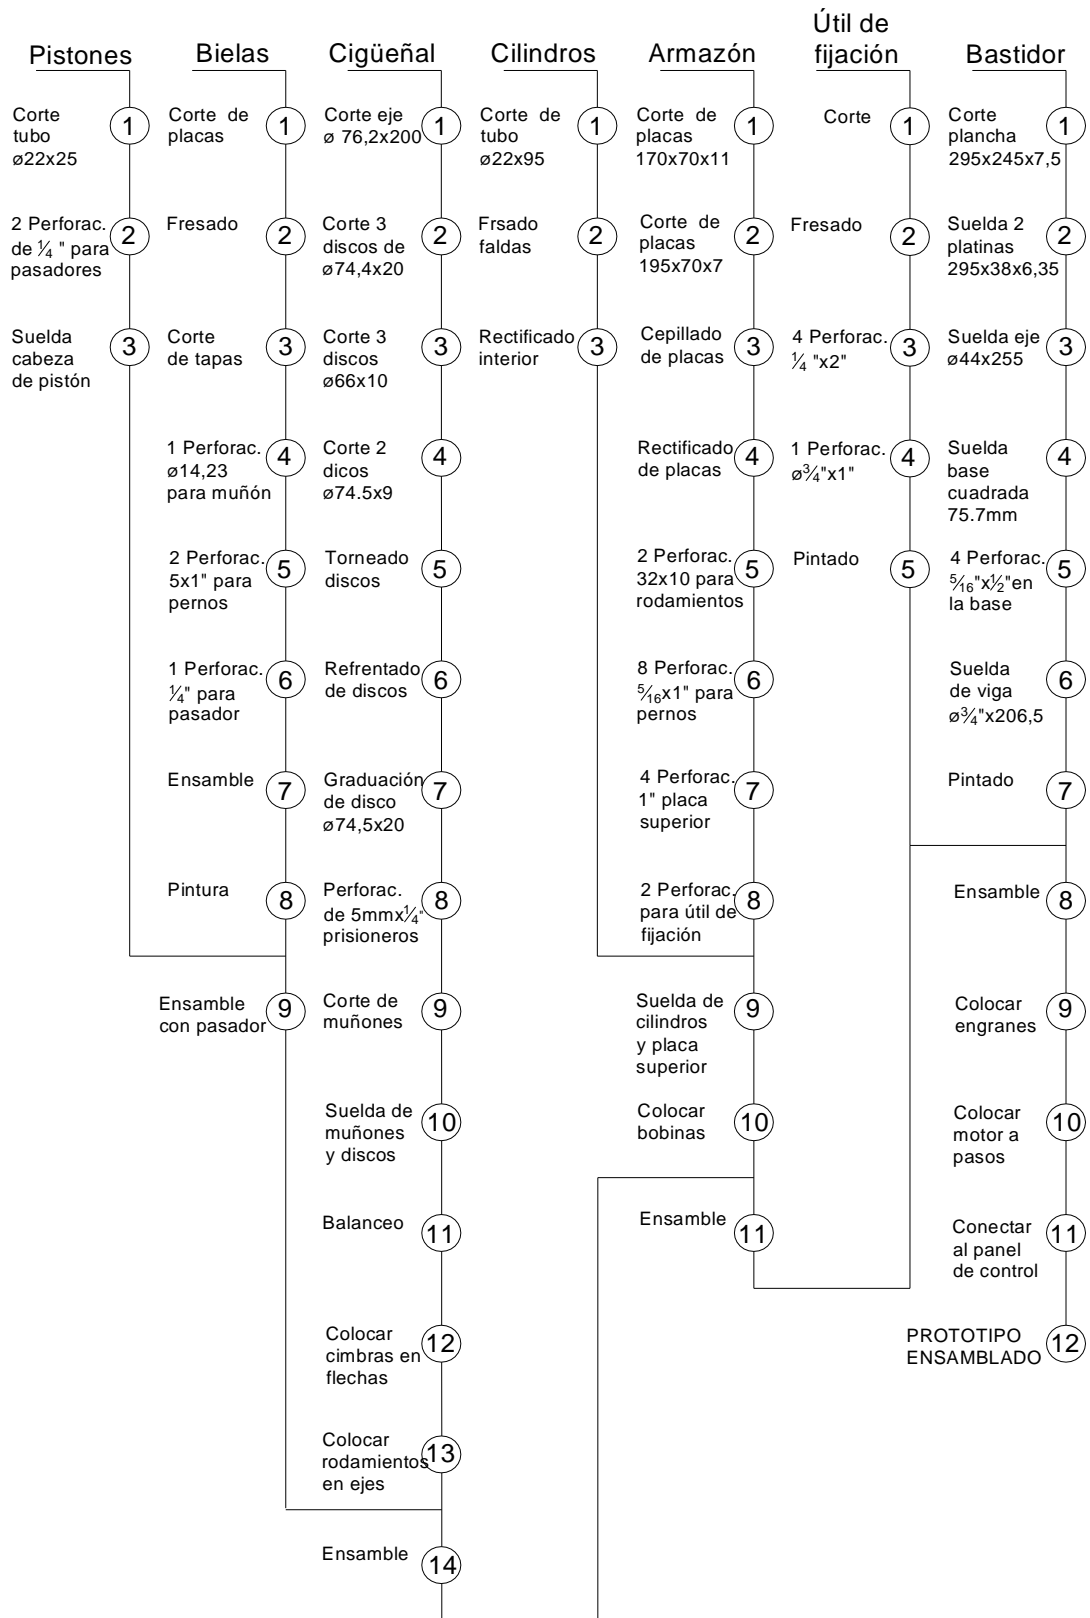 Pistones
Corte
tubo
ø22x25
1
2 Perforac.
de 1⁄4 " para
pasadores
2
Suelda
cabeza
de pistón
3
Bielas
Corte de
placas
1
Fresado
2
Corte
de tapas
3
1 Perforac.
ø14,23
para muñón
4
2 Perforac.
5x1" para
pernos
5
1 Perforac.
1⁄4" para
pasador
6
Ensamble
7
Pintura
8
Ensamble
con pasador
9
Cigüeñal
Corte eje
ø 76,2x200
1
Corte 3
discos de
ø74,4x20
2
Corte 3
discos
ø66x10
3
Corte 2
dicos
ø74.5x9
4
Torneado
discos
5
Refrentado
de discos
6
Graduación
de disco
ø74,5x20
7
Perforac.
de 5mmx1⁄4"
prisioneros
8
Corte de
muñones
9
Suelda de
muñones
y discos
10
Balanceo
11
Colocar
cimbras en
flechas
12
Colocar
rodamientos
en ejes
13
Ensamble
14
Cilindros
Corte de
tubo
ø22x95
1
Frsado
faldas
2
Rectificado
interior
3
Armazón
Corte de
placas
170x70x11
1
Corte de
placas
195x70x7
2
Cepillado
de placas
3
Rectificado
de placas
4
2 Perforac.
32x10 para
rodamientos
5
8 Perforac.
5⁄16x1" para
pernos
6
4 Perforac.
1" placa
superior
7
2 Perforac.
para útil de
fijación
8
Suelda de
cilindros
y placa
superior
9
Colocar
bobinas
10
Ensamble
11
Útil de
fijación
Corte
1
Fresado
2
4 Perforac.
1⁄4 "x2"
3
1 Perforac.
ø3⁄4"x1"
4
Pintado
5
Bastidor
Corte
plancha
295x245x7,5
1
Suelda 2
platinas
295x38x6,35
2
Suelda eje
ø44x255
3
Suelda
base
cuadrada
75.7mm
4
4 Perforac.
5⁄16"x1⁄2"en
la base
5
Suelda
de viga
ø3⁄4"x206,5
6
Pintado
7
Ensamble
8
Colocar
engranes
9
Colocar
motor a
pasos
10
Conectar
al panel
de control
11
PROTOTIPO
ENSAMBLADO
12